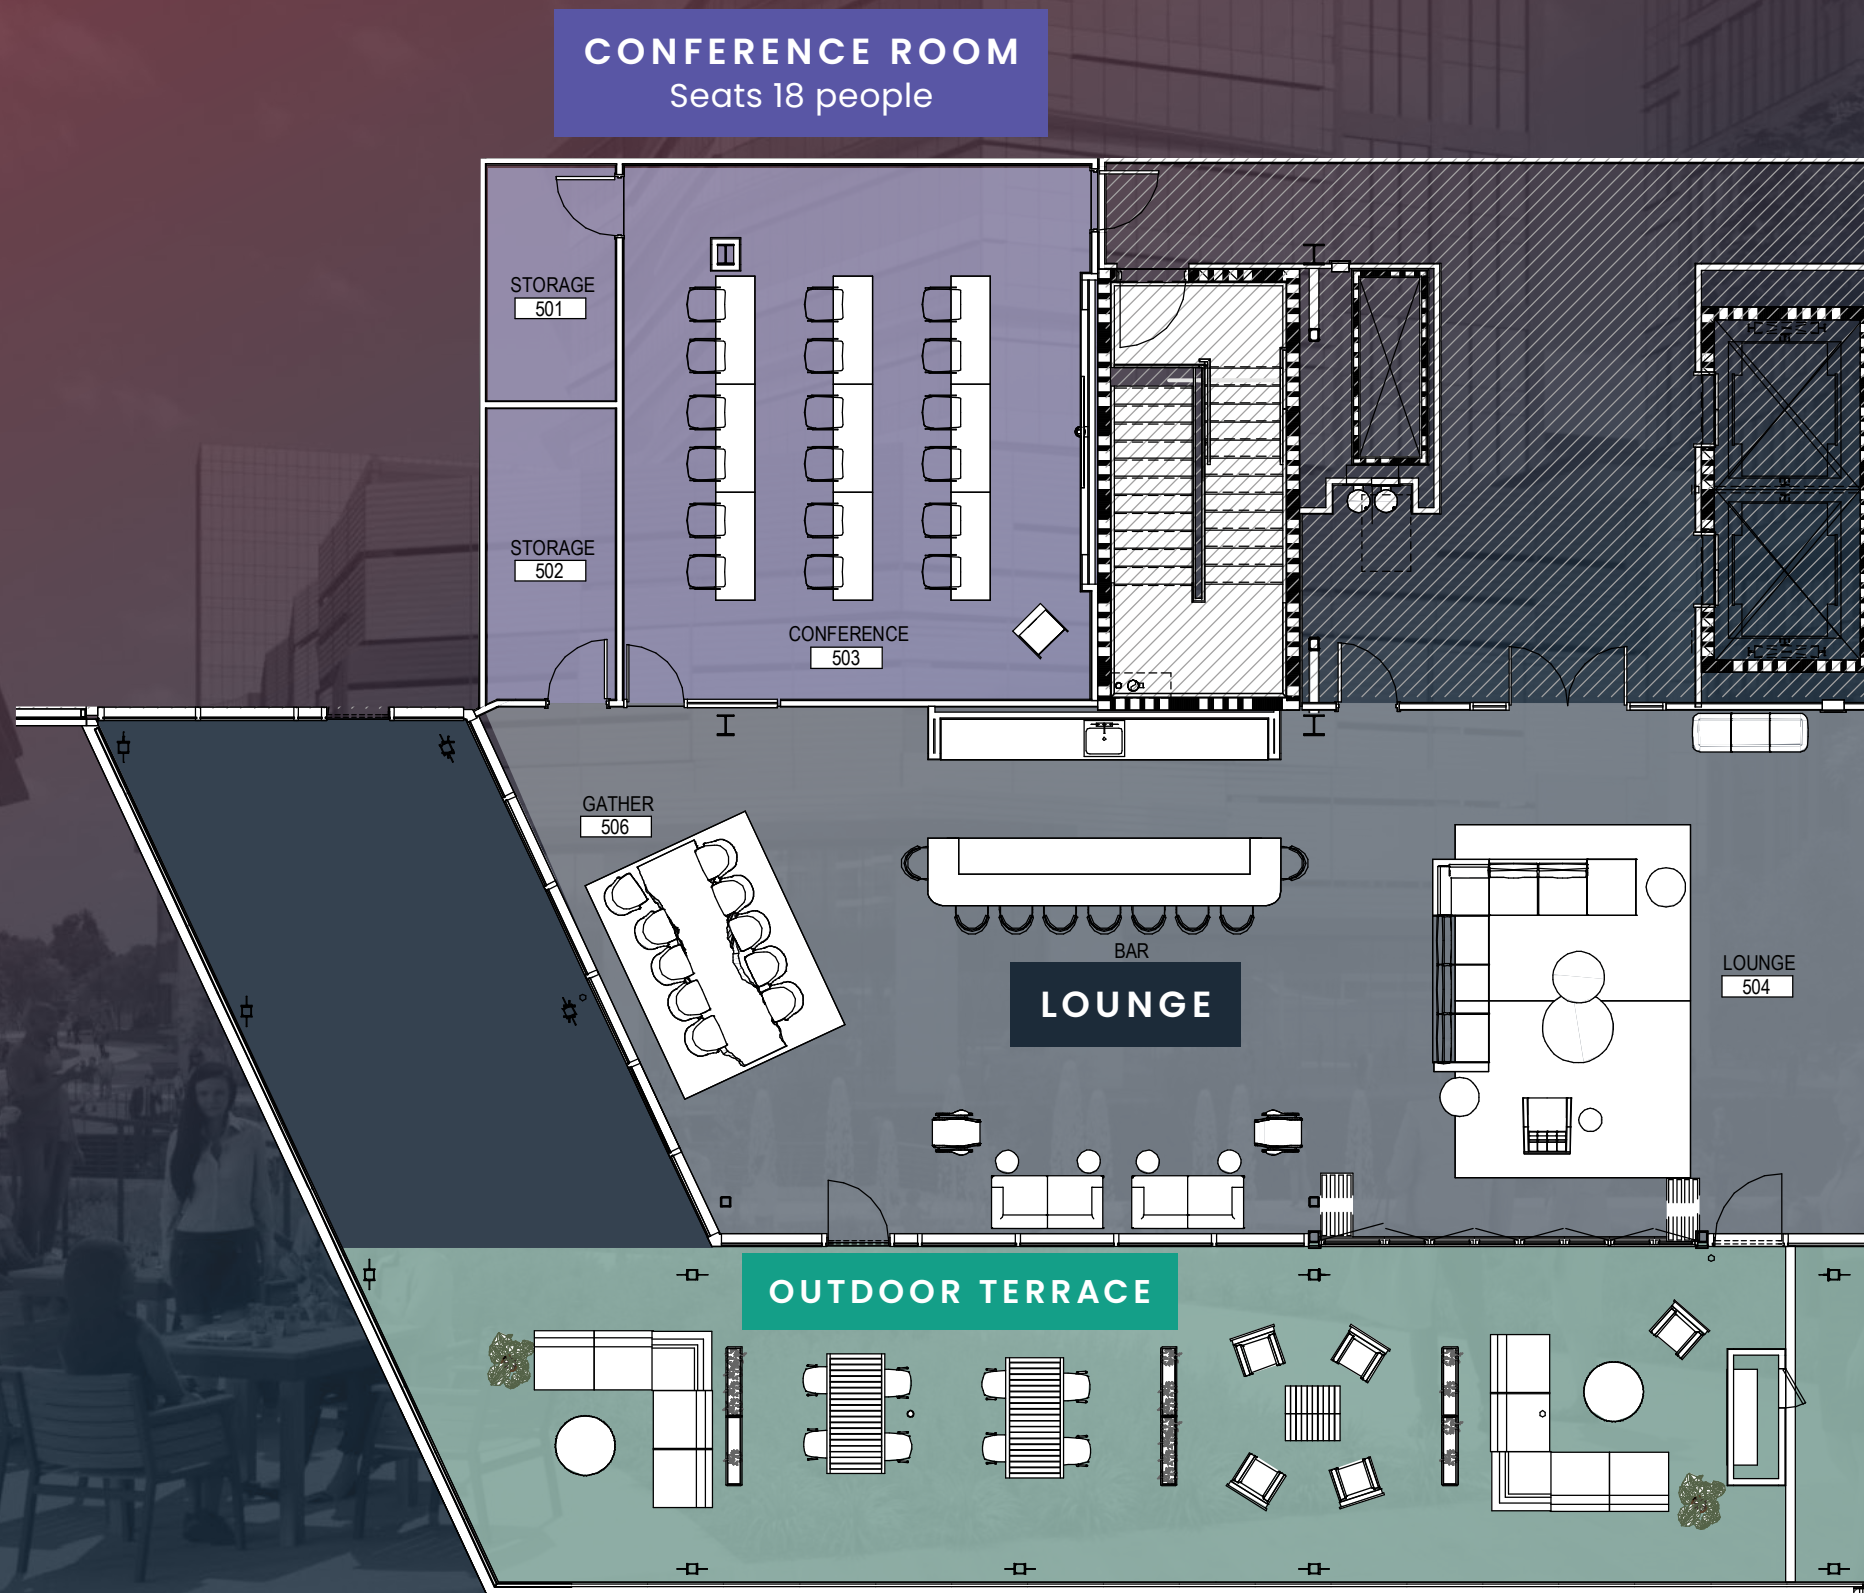 CONFERENCE ROOM
Seats 18 people
STORAGE
501
STORAGE
502
CONFERENCE
503
GATHER
506
BAR
LOUNGE
LOUNGE
504
OUTDOOR TERRACE